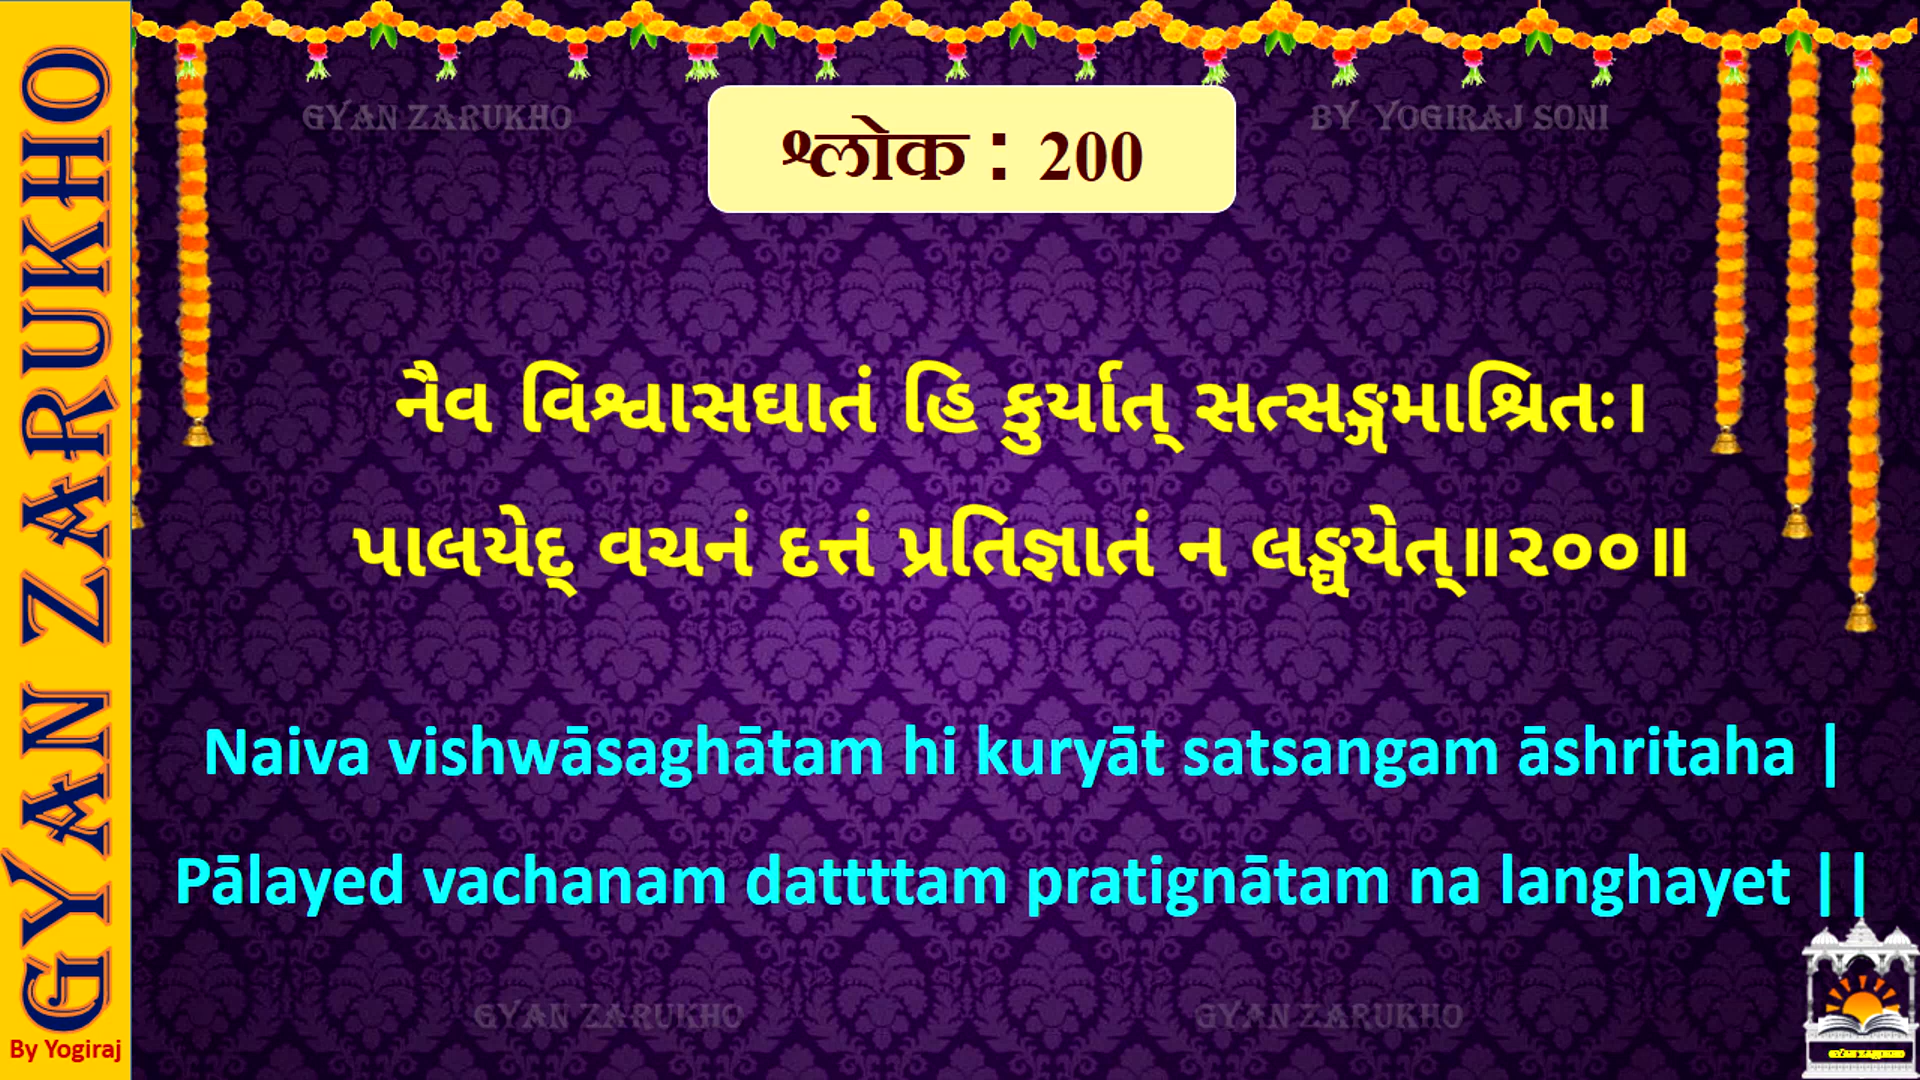 GYAN ZARUKHO
By Yogiraj
GYAN ZARUKHO
BY YOGIRAJ SONI
श्लोक : 200
નૈવ વિશ્વાસઘાતં હિ કુર્યાત્ સત્સઙ્ગમાશ્રિતઃ।
પાલયેદ્ વચનં દત્તં પ્રતિજ્ઞાતં ન લઙ્ઘયેત્॥૨૦૦॥
Naiva vishwāsaghātam hi kuryāt satsangam āshritaha |
Pālayed vachanam dattttam pratignātam na langhayet ||
GYAN ZARUKHO
GYAN ZARUKHO